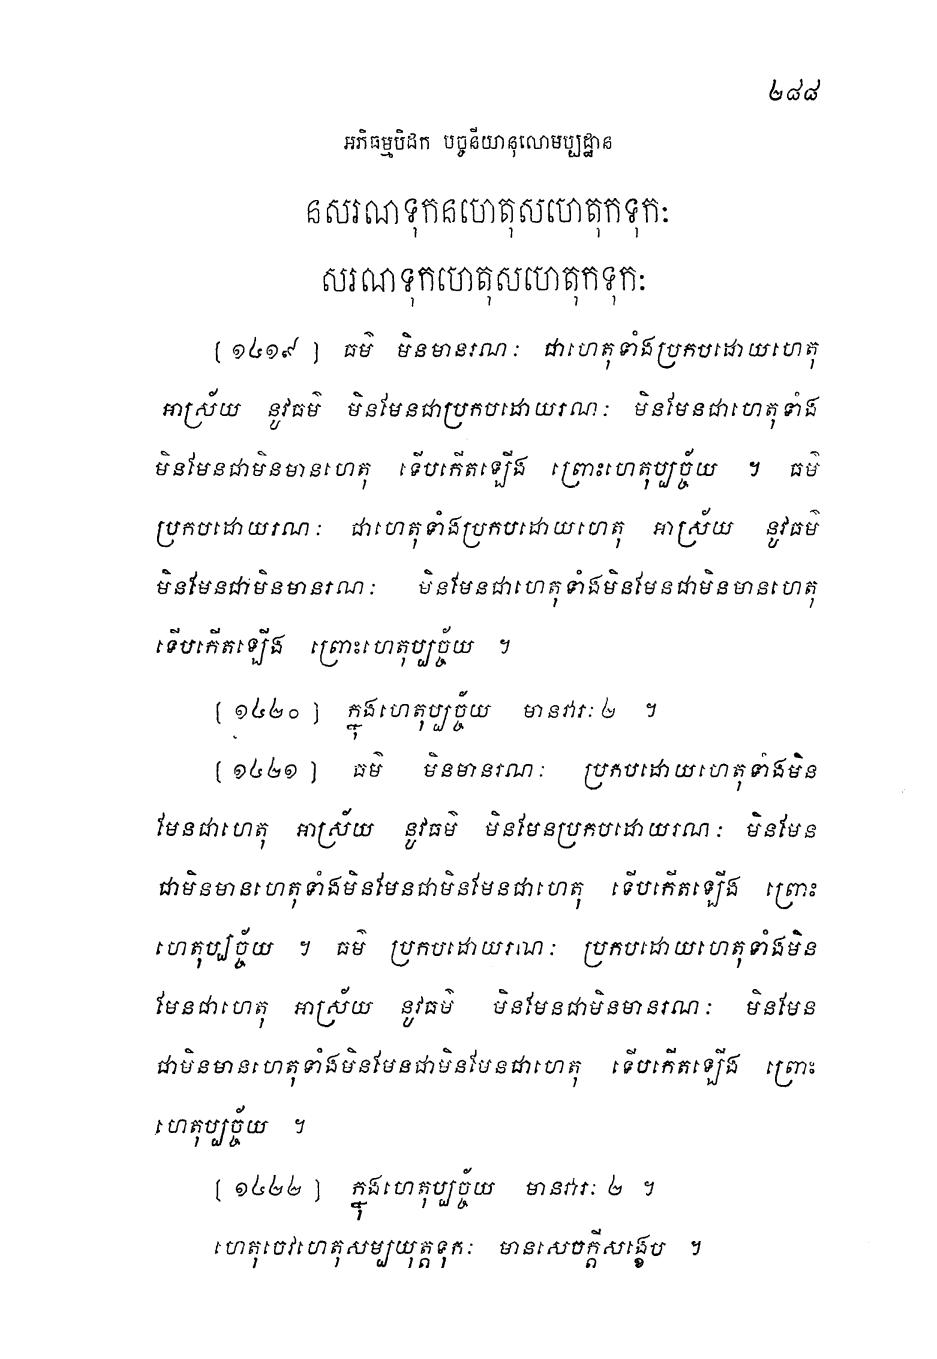 ២៨៨
អភិធម្មបិដក បច្ចនីយានុលោមប្បដ្ឋាន
នសរណទុកនហេតុសហេតុកទុកៈ
សរណទុកហេតុសហេតុកទុកៈ
[១៤១៩] ធម៌ មិនមានរណៈ ជាហេតុទាំងប្រកបដោយហេតុ
អាស្រ័យ នូវធម៌ មិនមែនជាប្រកបដោយរណៈ មិនមែនជាហេតុទាំង
មិនមែនជាមិនមានហេតុ ទើបកើតឡើង ព្រោះហេតុប្បច្ច័យ ។ ធម៌
ប្រកបដោយរណៈ ជាហេតុទាំងប្រកបដោយហេតុ អាស្រ័យ នូវធម៌
មិនមែនជាមិនមានរណៈ មិនមែនជាហេតុទាំងមិនមែនជាមិនមានហេតុ
ទើបកើតឡើង ព្រោះហេតុប្បច្ច័យ ។
[១៤២០] ក្នុងហេតុប្បច្ច័យ មានវារៈ ២ ។
[១៤២១] ធម៌ មិនមានរណៈ ប្រកបដោយហេតុទាំងមិន
មែនជាហេតុ អាស្រ័យ នូវធម៌ មិនមែនប្រកបដោយរណៈ មិនមែន
ជាមិនមានហេតុទាំងមិនមែនជាមិនមែនជាហេតុ ទើបកើតឡើង ព្រោះ
ហេតុប្បច្ច័យ ។ ធម៌ ប្រកបដោយរណៈ ប្រកបដោយហេតុទាំងមិន
មែនជាហេតុ អាស្រ័យ នូវធម៌ មិនមែនជាមិនមានរណៈ មិនមែន
ជាមិនមានហេតុទាំងមិនមែនជាមិនមែនជាហេតុ ទើបកើតឡើង ព្រោះ
ហេតុប្បច្ច័យ ។
[១៤២២] ក្នុងហេតុប្បច្ច័យ មានវារៈ ២ ។
ហេតុចេវហេតុសម្បយុត្តទុកៈ មានសេចក្តីសង្ខេប ។